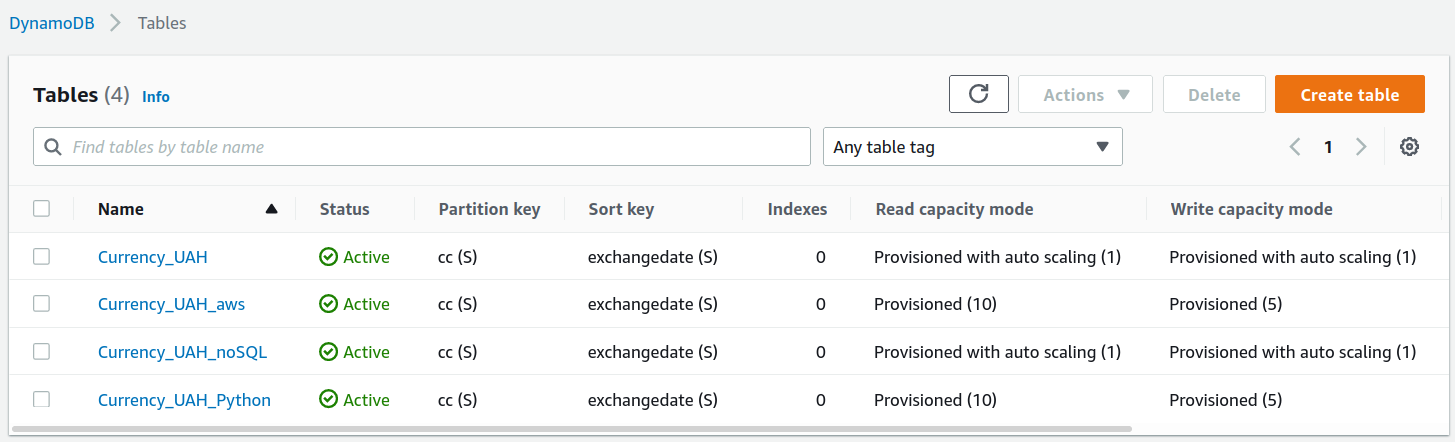 DynamoDB > Tables
Tables (4) Info Actions ▼ Delete Create table
Find tables by table name Any table tag ▼ < 1 >
Name ▲ Status Partition key Sort key Indexes Read capacity mode Write capacity mode
Currency_UAH Active cc (S) exchangedate (S) 0 Provisioned with auto scaling (1) Provisioned with auto scaling (1)
Currency_UAH_aws Active cc (S) exchangedate (S) 0 Provisioned (10) Provisioned (5)
Currency_UAH_noSQL Active cc (S) exchangedate (S) 0 Provisioned with auto scaling (1) Provisioned with auto scaling (1)
Currency_UAH_Python Active cc (S) exchangedate (S) 0 Provisioned (10) Provisioned (5)